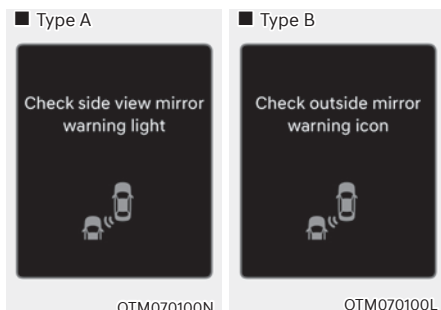 ■ Type A
Check side view mirror
warning light
OTM070100N
■ Type B
Check outside mirror
warning icon
OTM070100L